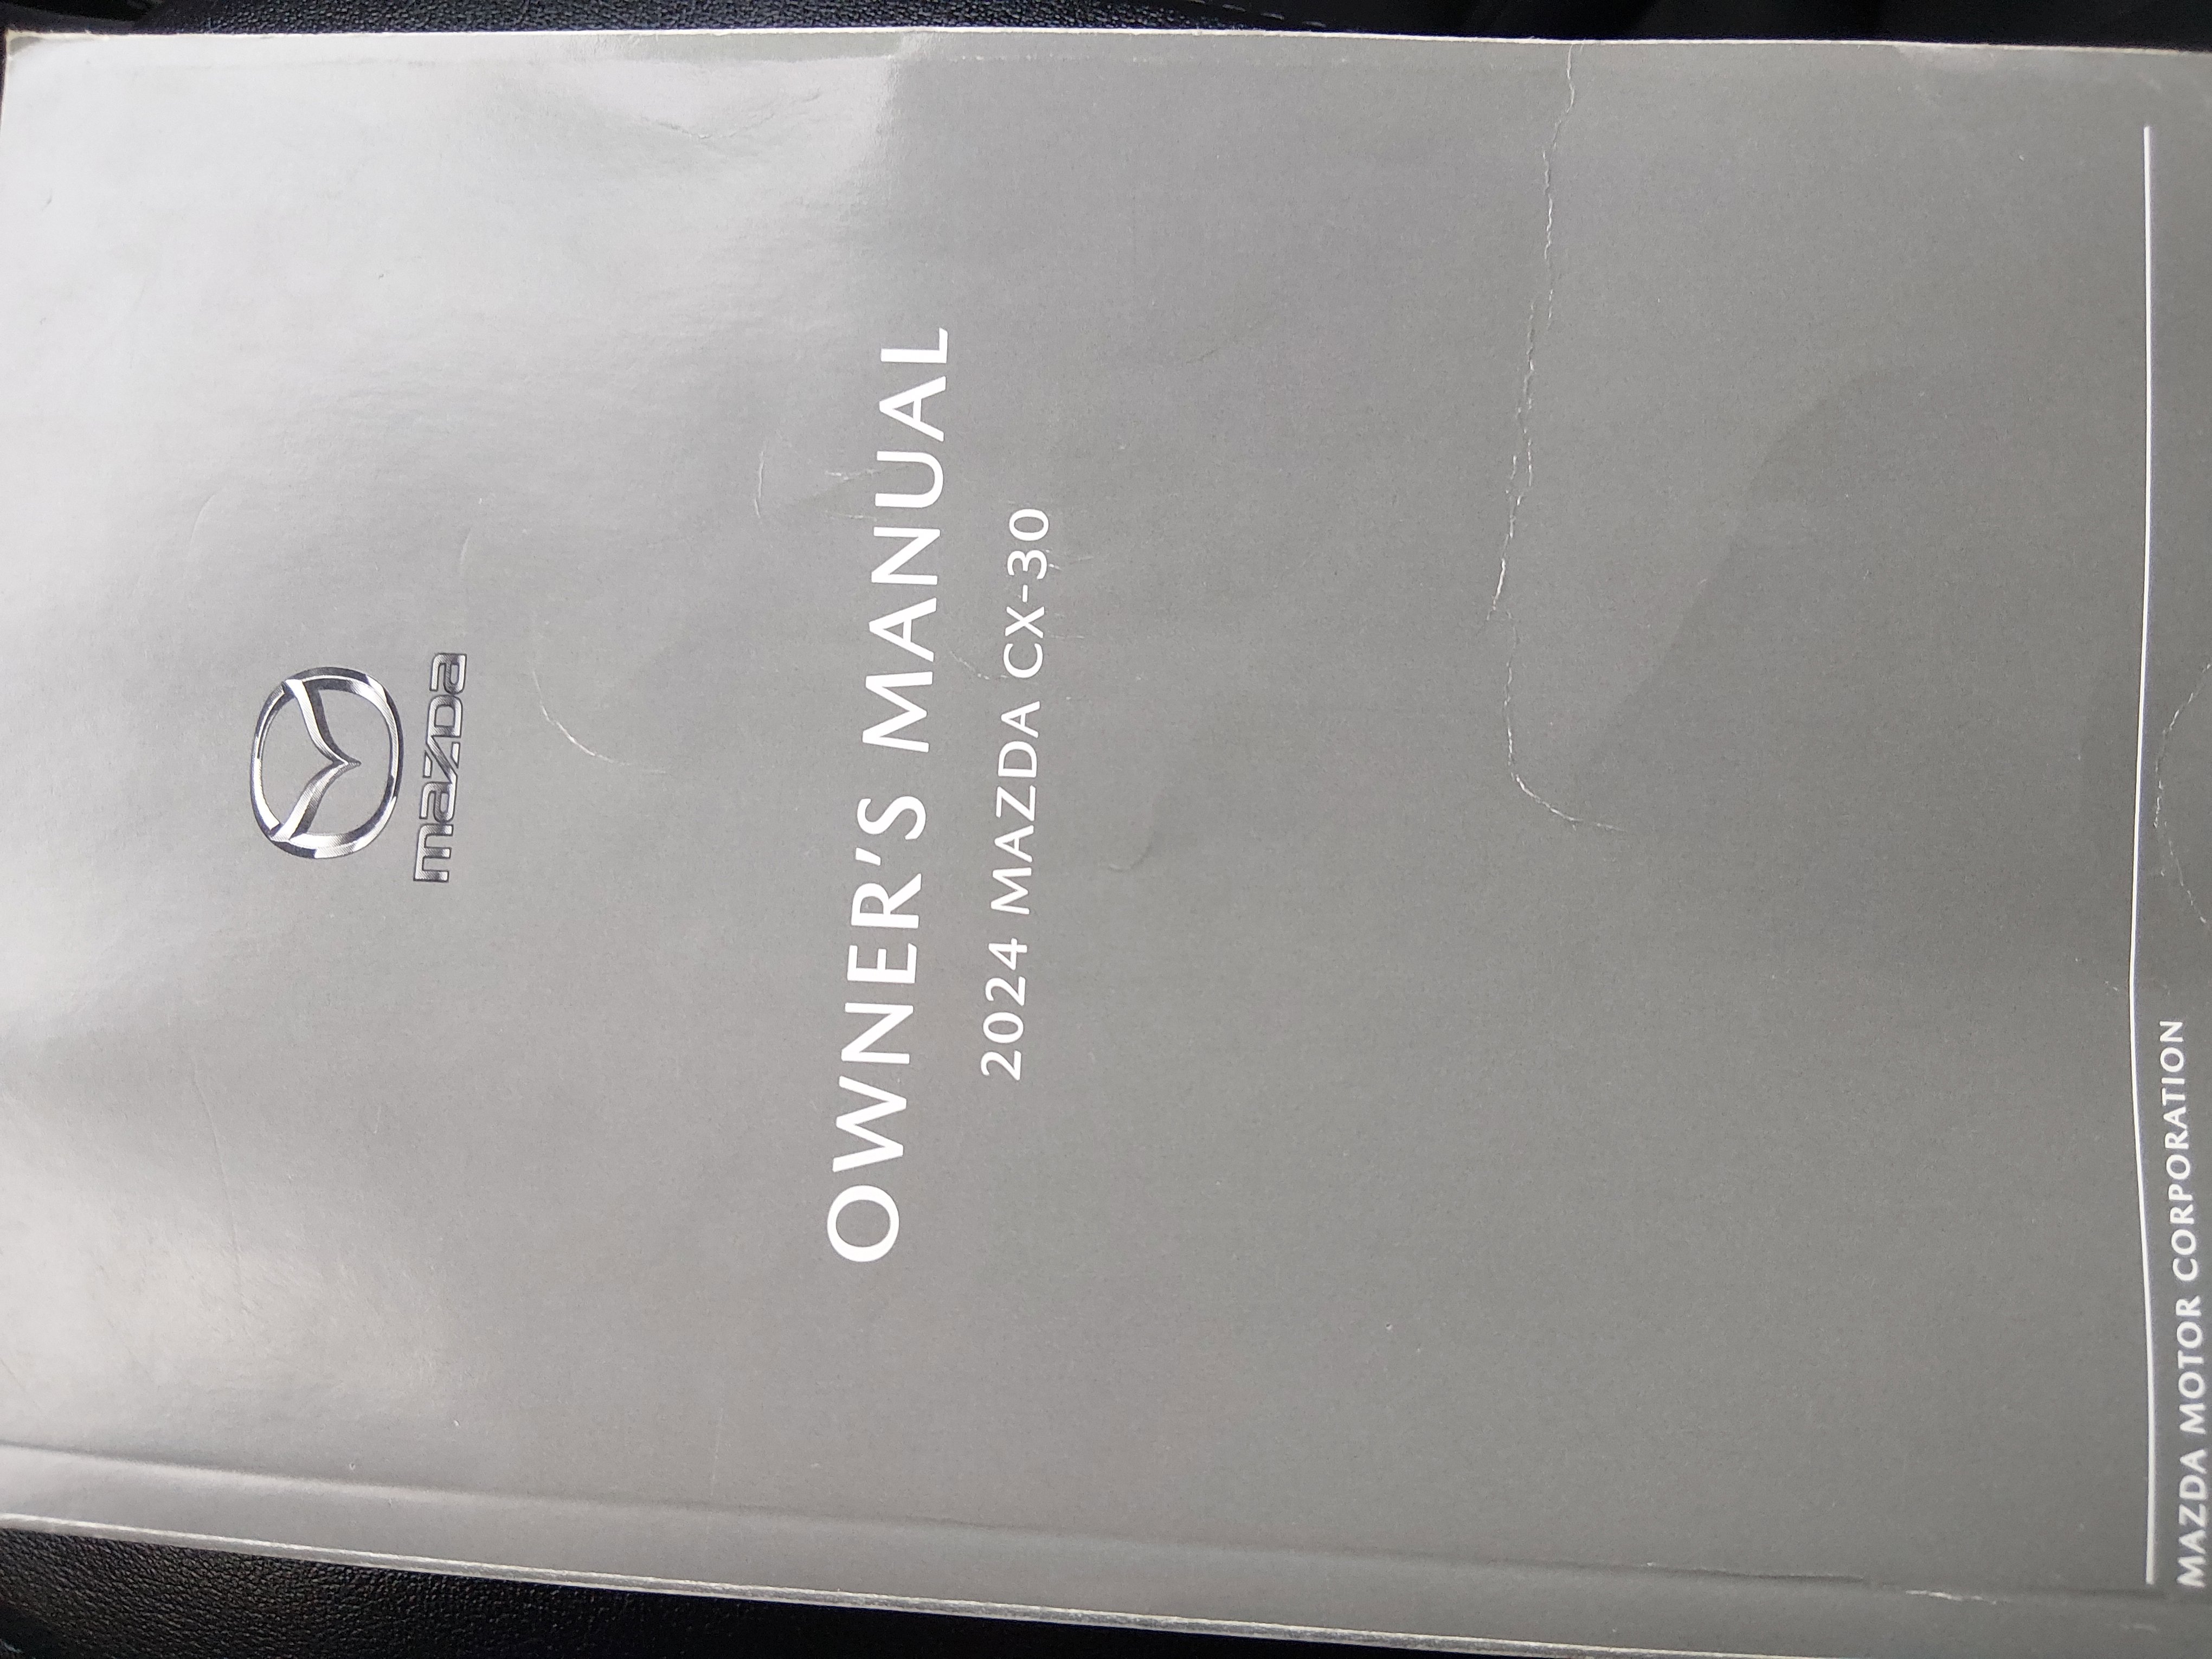 mazda
OWNER'S MANUAL
2024 MAZDA CX-30
MAZDA MOTOR CORPORATION